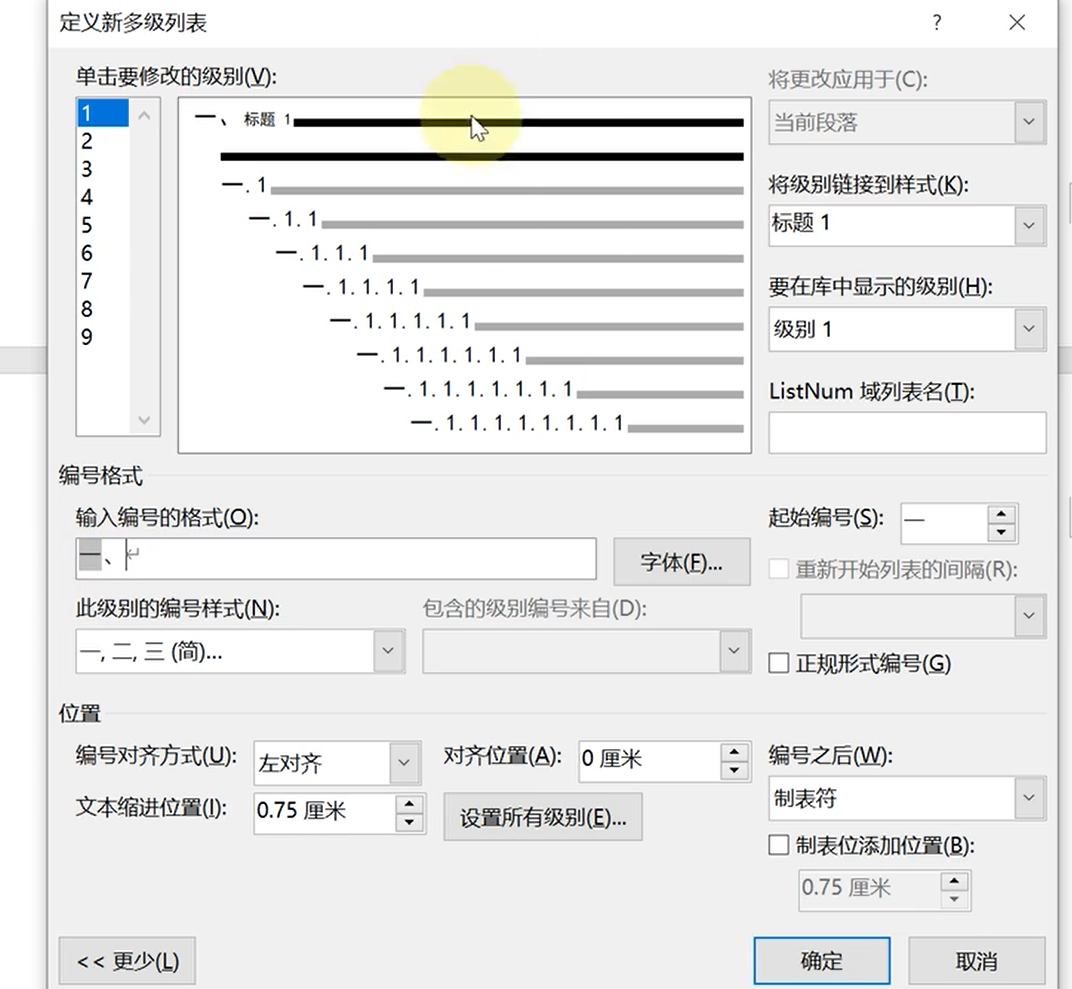 定义新多级列表 ?
单击要修改的级别(V):
1
2
3
4
5
6
7
8
9
一、 标题 1
一. 1
一. 1. 1
一. 1. 1. 1
一. 1. 1. 1. 1
一. 1. 1. 1. 1. 1
一. 1. 1. 1. 1. 1. 1
一. 1. 1. 1. 1. 1. 1. 1
一. 1. 1. 1. 1. 1. 1. 1. 1
将更改应用于(C):
当前段落
将级别链接到样式(K):
标题 1
要在库中显示的级别(H):
级别 1
ListNum 域列表名(T):
编号格式
输入编号的格式(O):
一、
字体(F)...
起始编号(S): 一
重新开始列表的间隔(R):
此级别的编号样式(N):
一, 二, 三 (简)...
包含的级别编号来自(D):
正规形式编号(G)
位置
编号对齐方式(U): 左对齐
对齐位置(A): 0 厘米
文本缩进位置(I): 0.75 厘米
设置所有级别(E)...
编号之后(W):
制表符
制表位添加位置(B):
0.75 厘米
<< 更少(L)
确定
取消